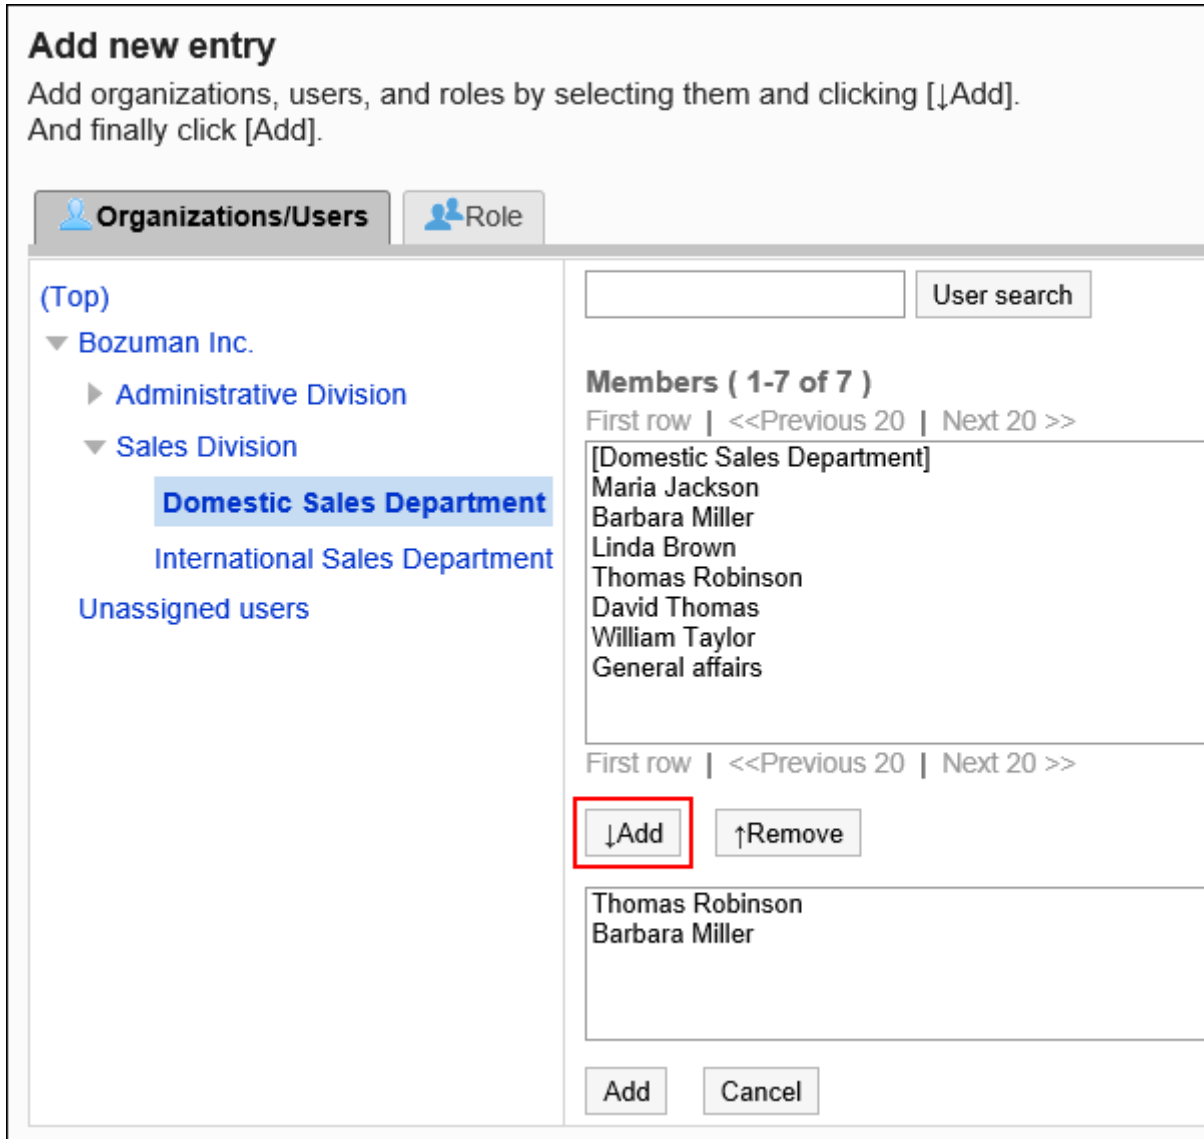 Add new entry
Add organizations, users, and roles by selecting them and clicking [↓Add].
And finally click [Add].
Organizations/Users
Role
(Top)
Bozuman Inc.
Administrative Division
Sales Division
Domestic Sales Department
International Sales Department
Unassigned users
User search
Members ( 1-7 of 7 )
First row | <<Previous 20 | Next 20 >>
[Domestic Sales Department]
Maria Jackson
Barbara Miller
Linda Brown
Thomas Robinson
David Thomas
William Taylor
General affairs
First row | <<Previous 20 | Next 20 >>
↓Add ↑Remove
Thomas Robinson
Barbara Miller
Add Cancel